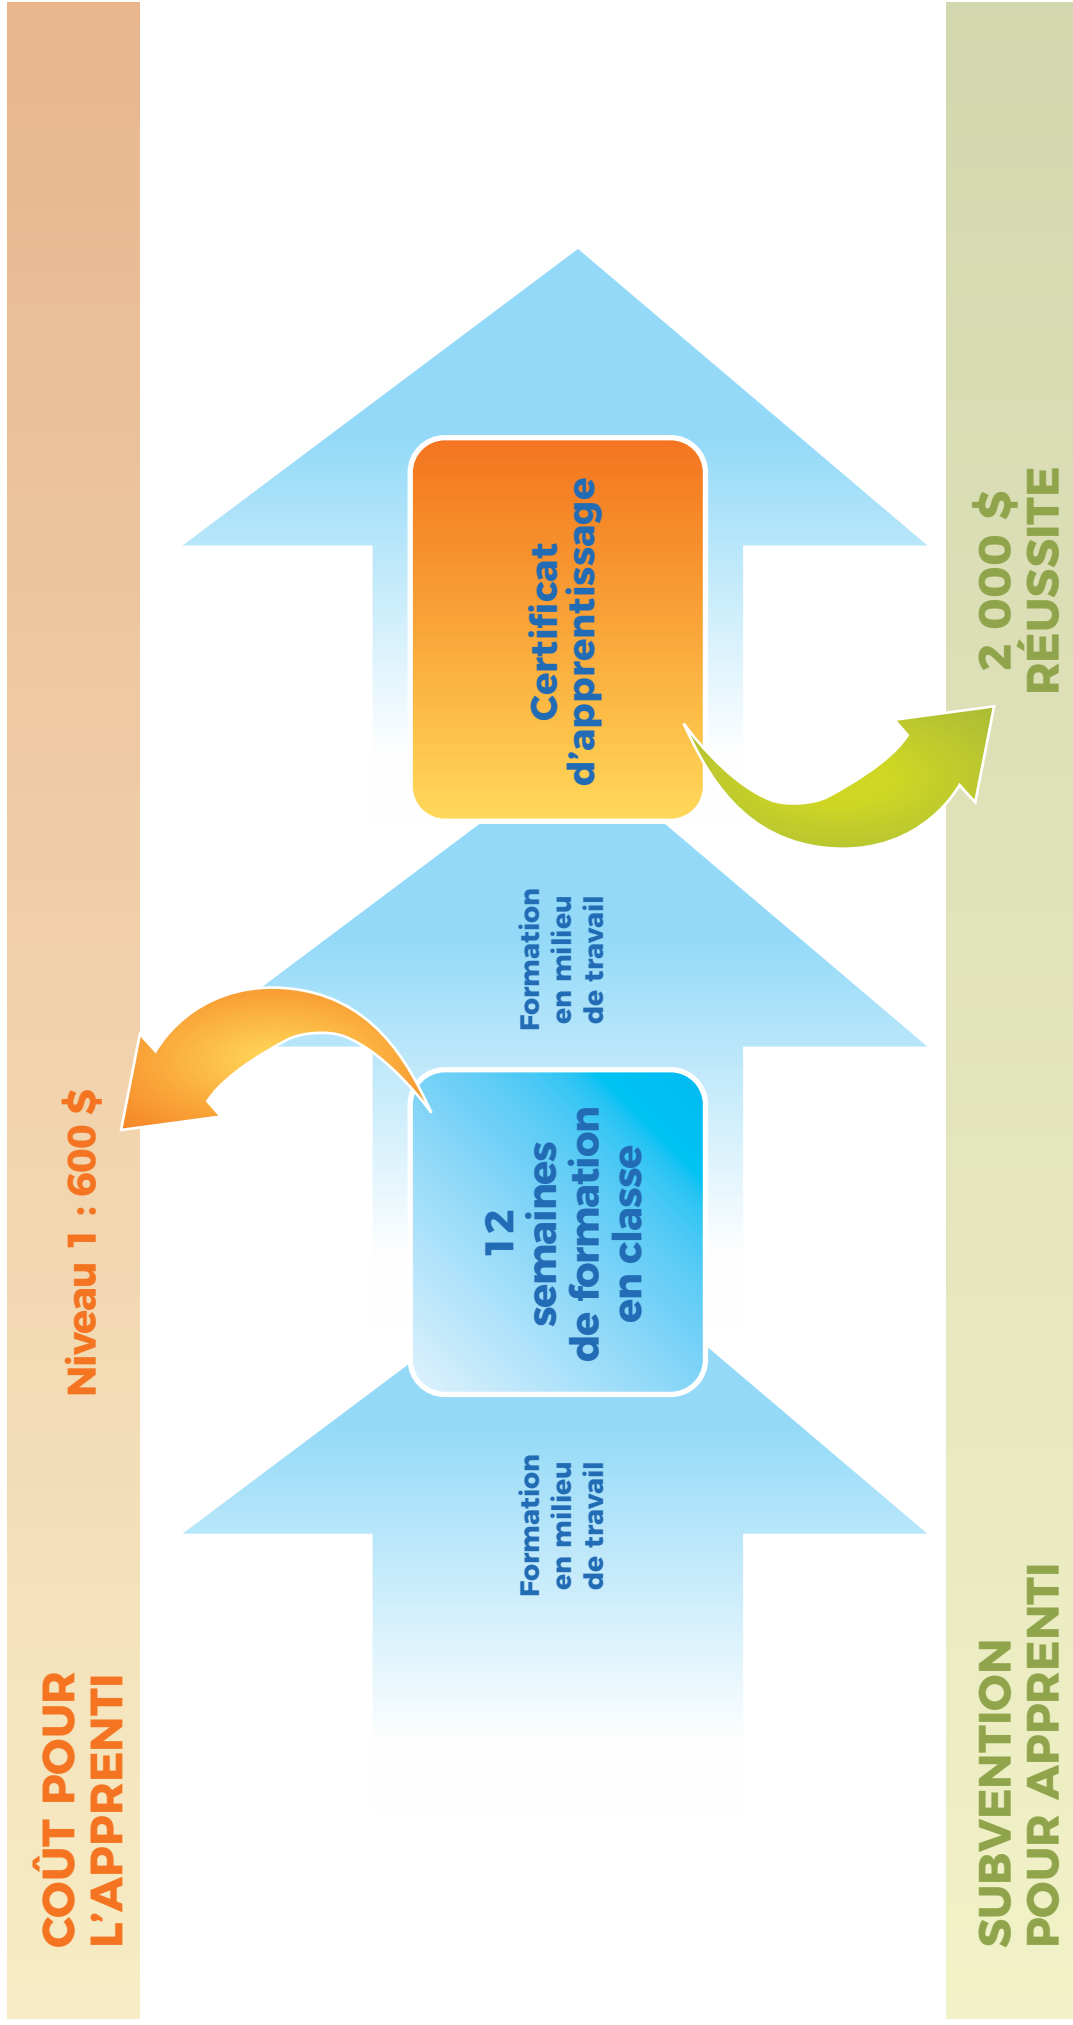 COÛT POUR
L’APPRENTI
Niveau 1 : 600 $
Formation
en milieu
de travail
12
semaines
de formation
en classe
Formation
en milieu
de travail
Certificat
d’apprentissage
SUBVENTION
POUR APPRENTI
2 000 $
RÉUSSITE